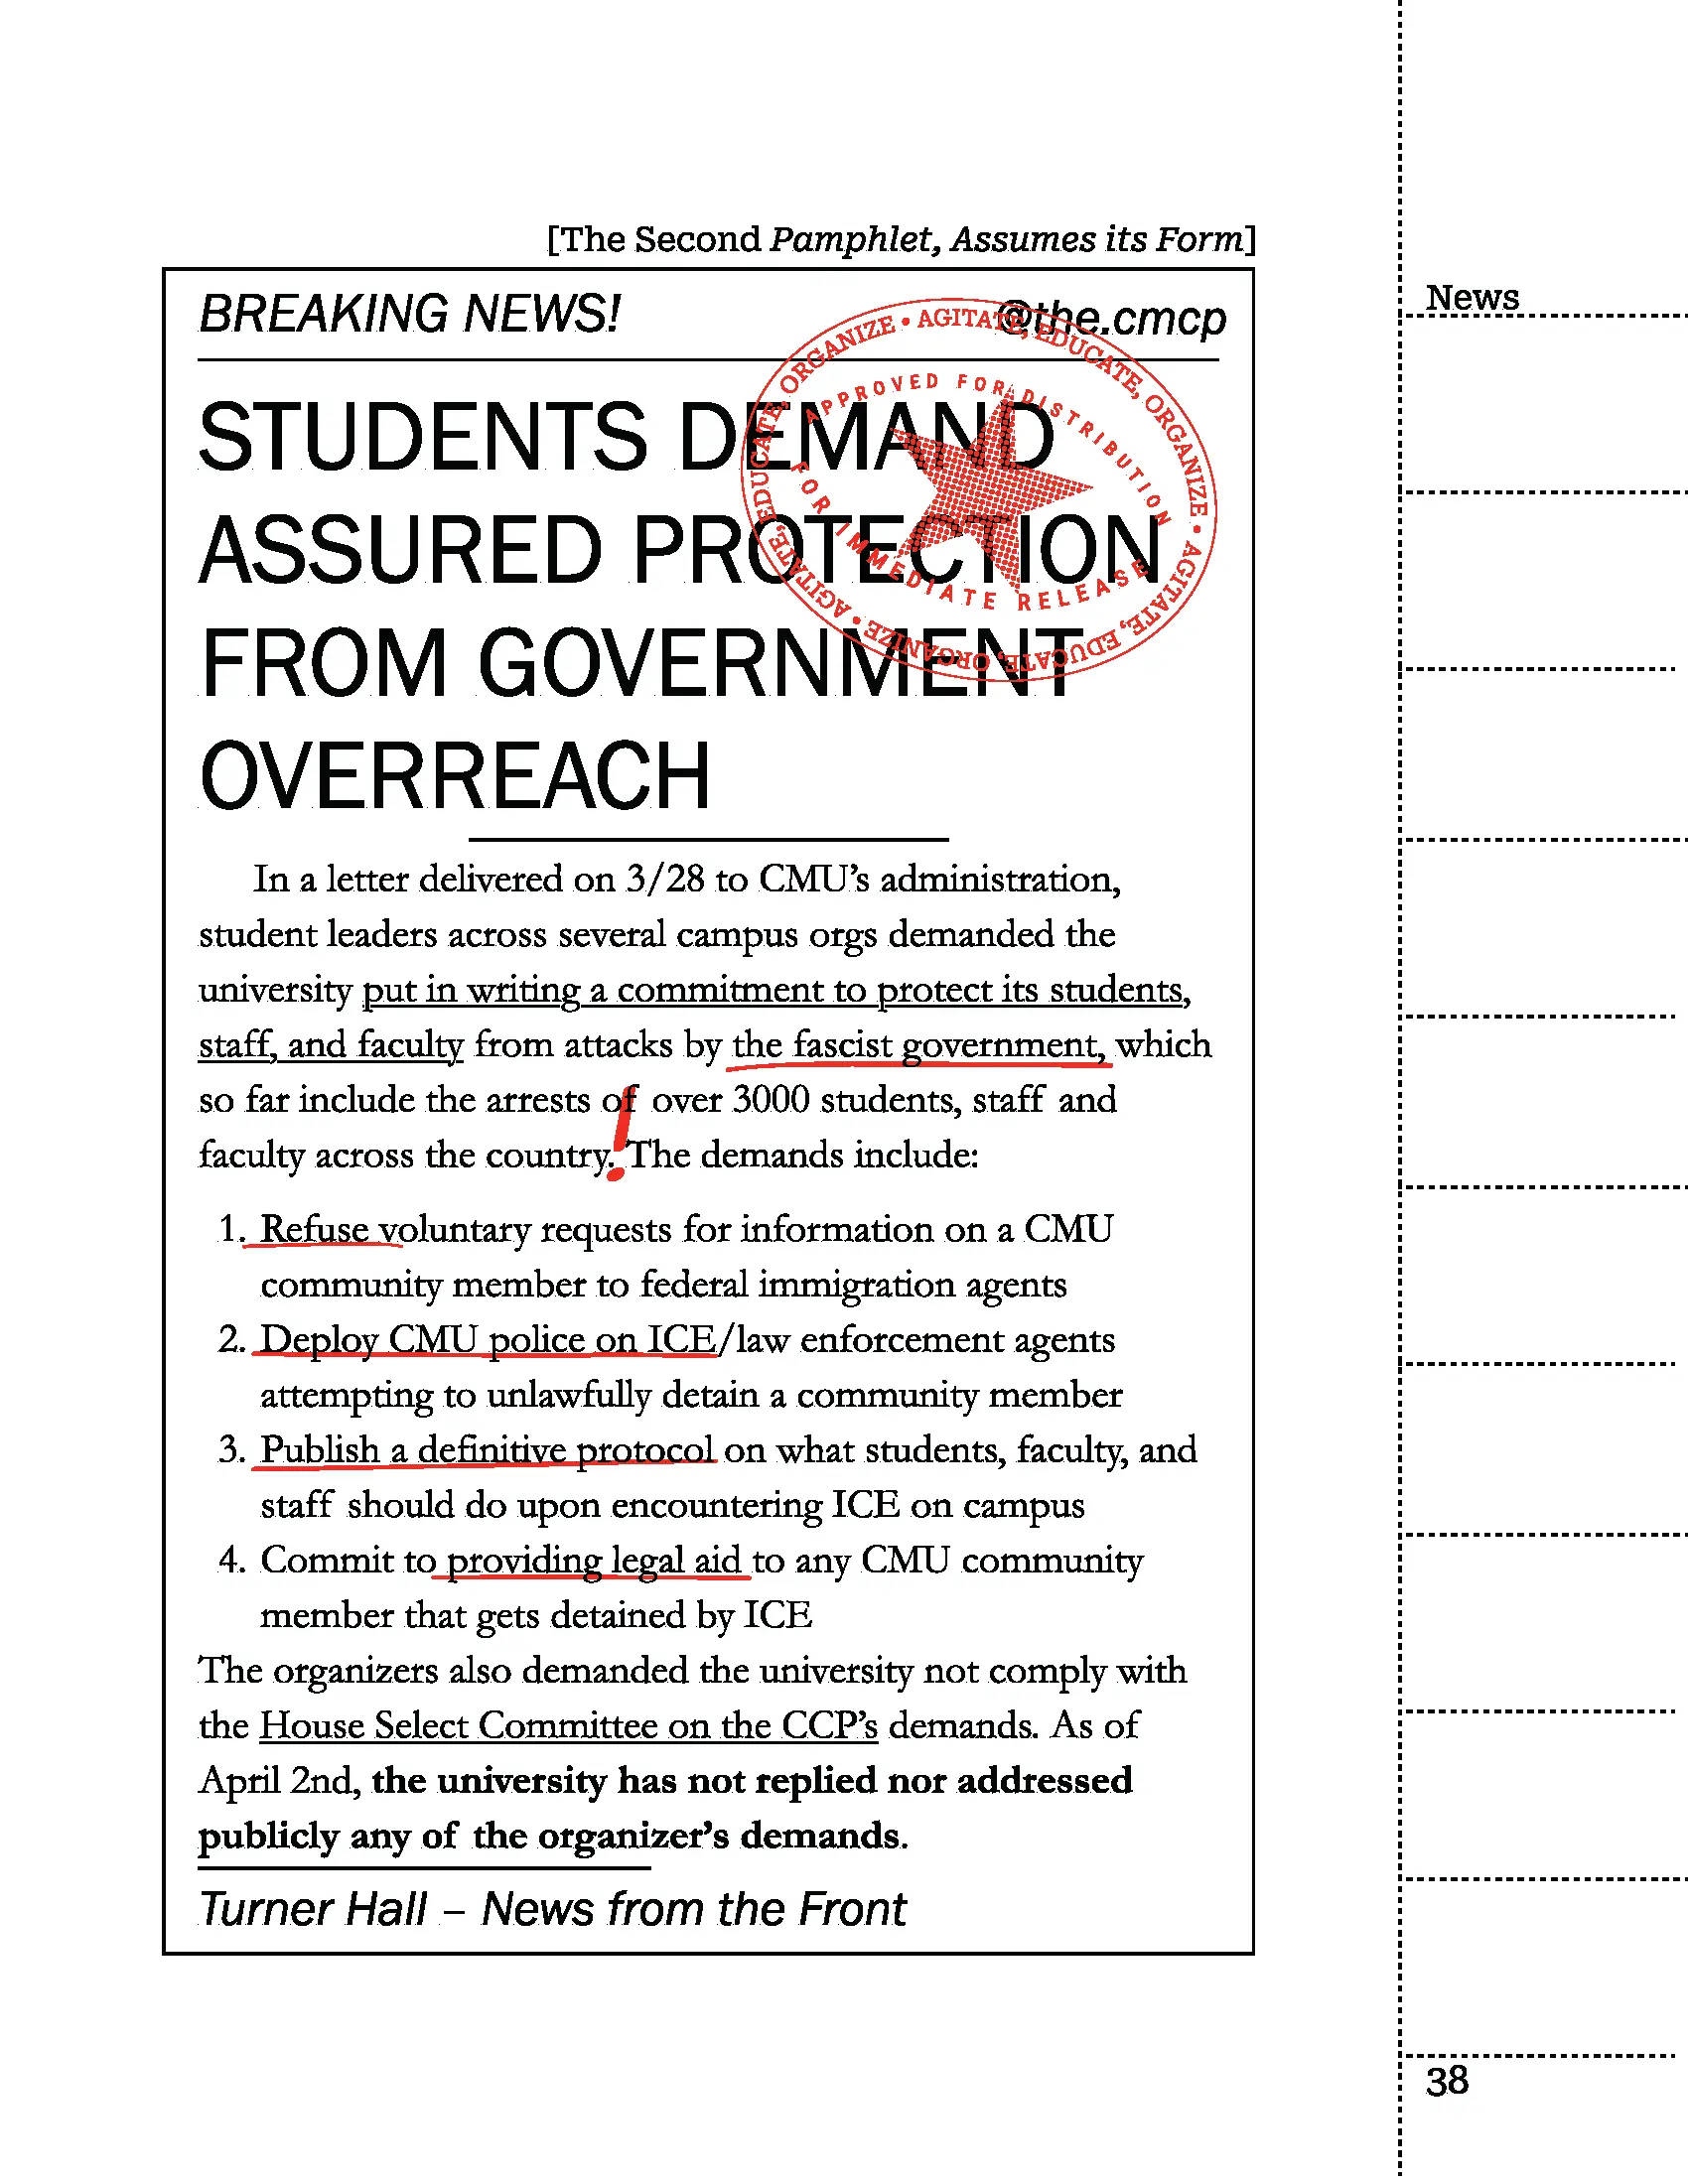 [The Second Pamphlet, Assumes its Form]
News
BREAKING NEWS!
@the.cmcp
AGITATE, EDUCATE, ORGANIZE • AGITATE, EDUCATE, ORGANIZE • AGITATE, EDUCATE, ORGANIZE • AGITATE, EDUCATE, ORGANIZE •
APPROVED FOR DISTRIBUTION
FOR IMMEDIATE RELEASE
STUDENTS DEMAND
ASSURED PROTECTION
FROM GOVERNMENT
OVERREACH
In a letter delivered on 3/28 to CMU's administration,
student leaders across several campus orgs demanded the
university put in writing a commitment to protect its students,
staff, and faculty from attacks by the fascist government, which
so far include the arrests of over 3000 students, staff and
faculty across the country. The demands include:
!
1. Refuse voluntary requests for information on a CMU
community member to federal immigration agents
2. Deploy CMU police on ICE/law enforcement agents
attempting to unlawfully detain a community member
3. Publish a definitive protocol on what students, faculty, and
staff should do upon encountering ICE on campus
4. Commit to providing legal aid to any CMU community
member that gets detained by ICE
The organizers also demanded the university not comply with
the House Select Committee on the CCP's demands. As of
April 2nd, the university has not replied nor addressed
publicly any of the organizer's demands.
Turner Hall – News from the Front
38